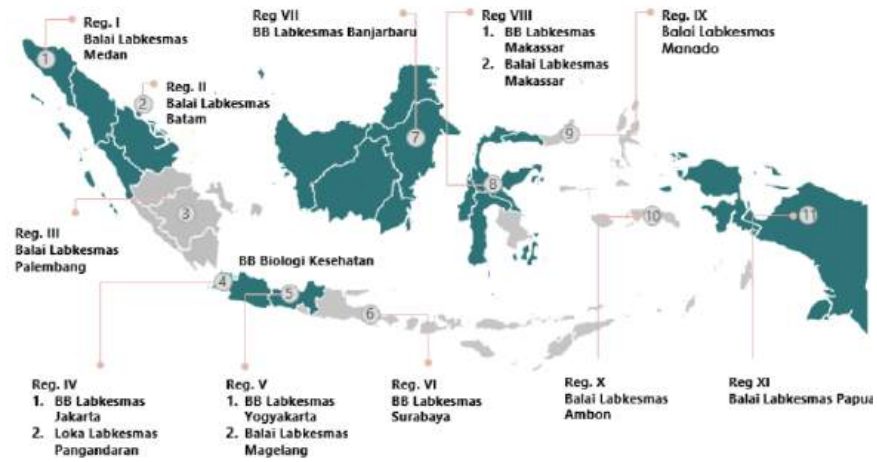 Reg. I
Balai Labkesmas
Medan
Reg. II
Balai Labkesmas
Batam
Reg VII
BB Labkesmas Banjarbaru
Reg VIII
1. BB Labkesmas
Makassar
2. Balai Labkesmas
Makassar
Reg. IX
Balai Labkesmas
Manado
1
2
3
4
5
6
7
8
9
10
11
Reg. III
Balai Labkesmas
Palembang
BB Biologi Kesehatan
Reg. IV
1. BB Labkesmas
Jakarta
2. Loka Labkesmas
Pangandaran
Reg. V
1. BB Labkesmas
Yogyakarta
2. Balai Labkesmas
Magelang
Reg. VI
BB Labkesmas
Surabaya
Reg. X
Balai Labkesmas
Ambon
Reg XI
Balai Labkesmas Papua